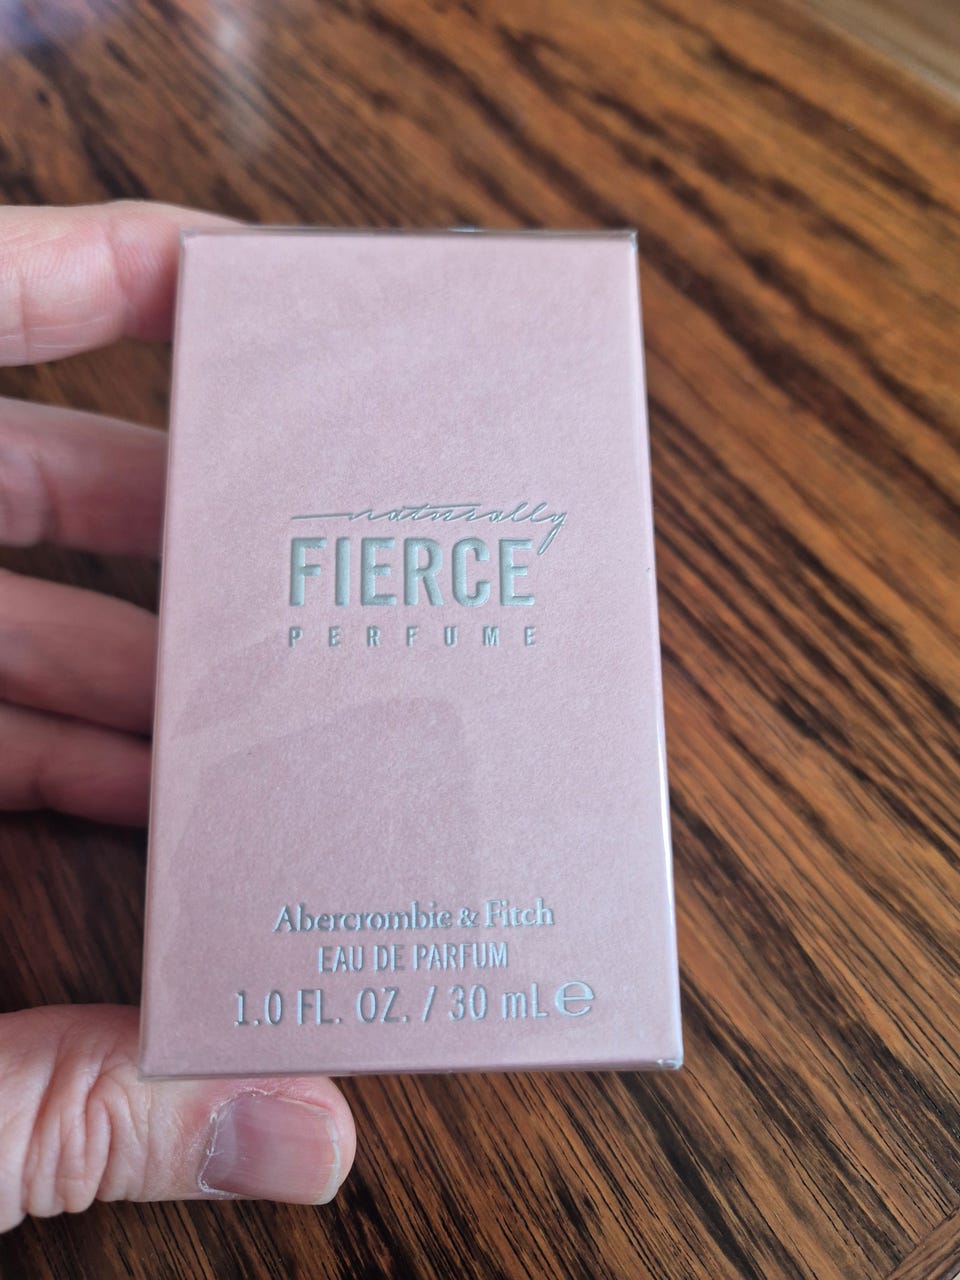 naturally
FIERCE
PERFUME
Abercrombie & Fitch
EAU DE PARFUM
1.0 FL. OZ. / 30 mL ℮